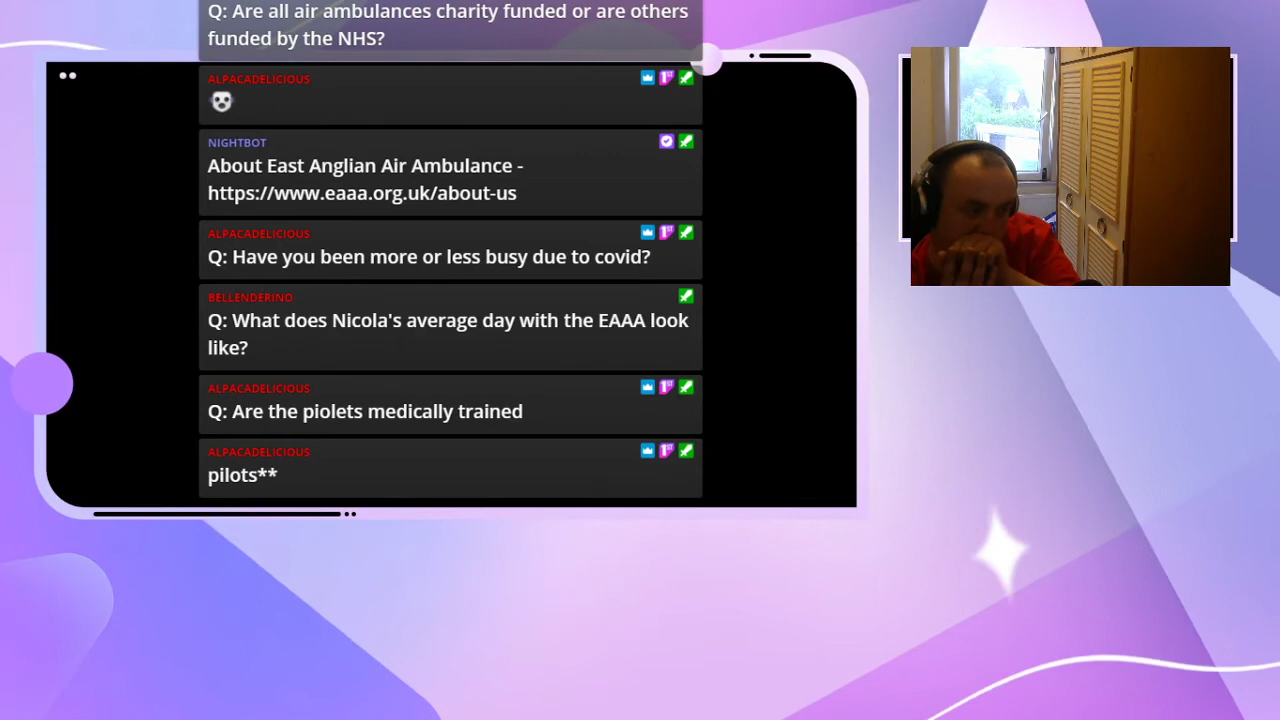 Q: Are all air ambulances charity funded or are others
funded by the NHS?
ALPACADELICIOUS
NIGHTBOT
About East Anglian Air Ambulance -
https://www.eaaa.org.uk/about-us
ALPACADELICIOUS
Q: Have you been more or less busy due to covid?
BELLENDERINO
Q: What does Nicola's average day with the EAAA look
like?
ALPACADELICIOUS
Q: Are the piolets medically trained
ALPACADELICIOUS
pilots**